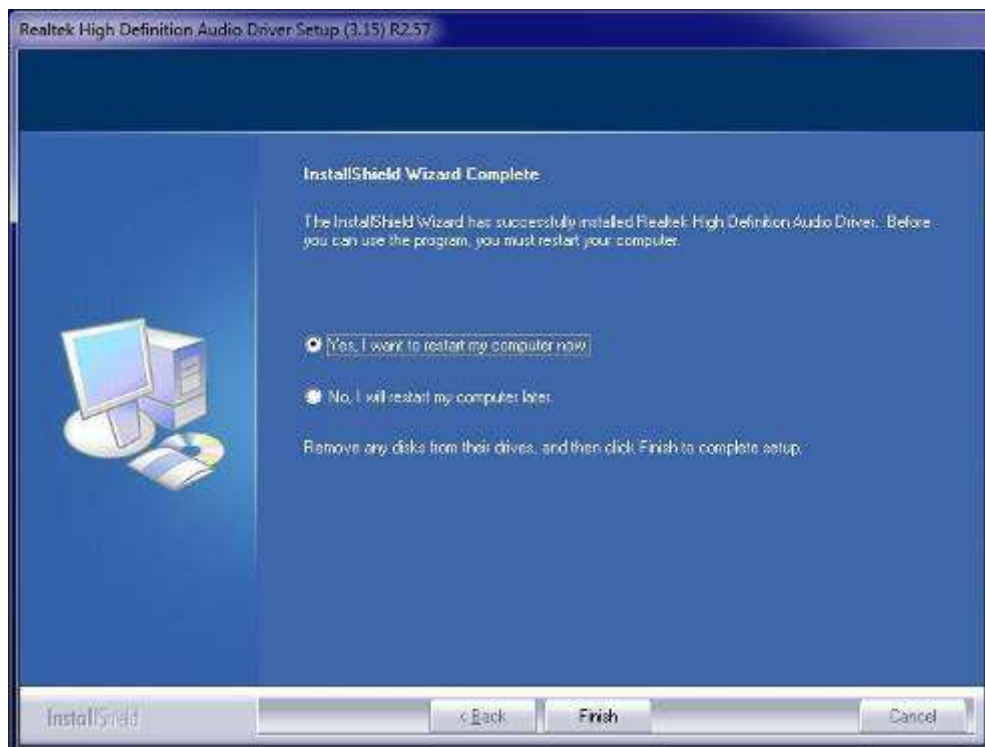 Realtek High Definition Audio Driver Setup (3.15) R2.57
InstallShield Wizard Complete
The InstallShield Wizard has successfully installed Realtek High Definition Audio Driver. Before
you can use the program, you must restart your computer.
Yes, I want to restart my computer now.
No, I will restart my computer later.
Remove any disks from their drives, and then click Finish to complete setup.
InstallShield
< Back
Finish
Cancel